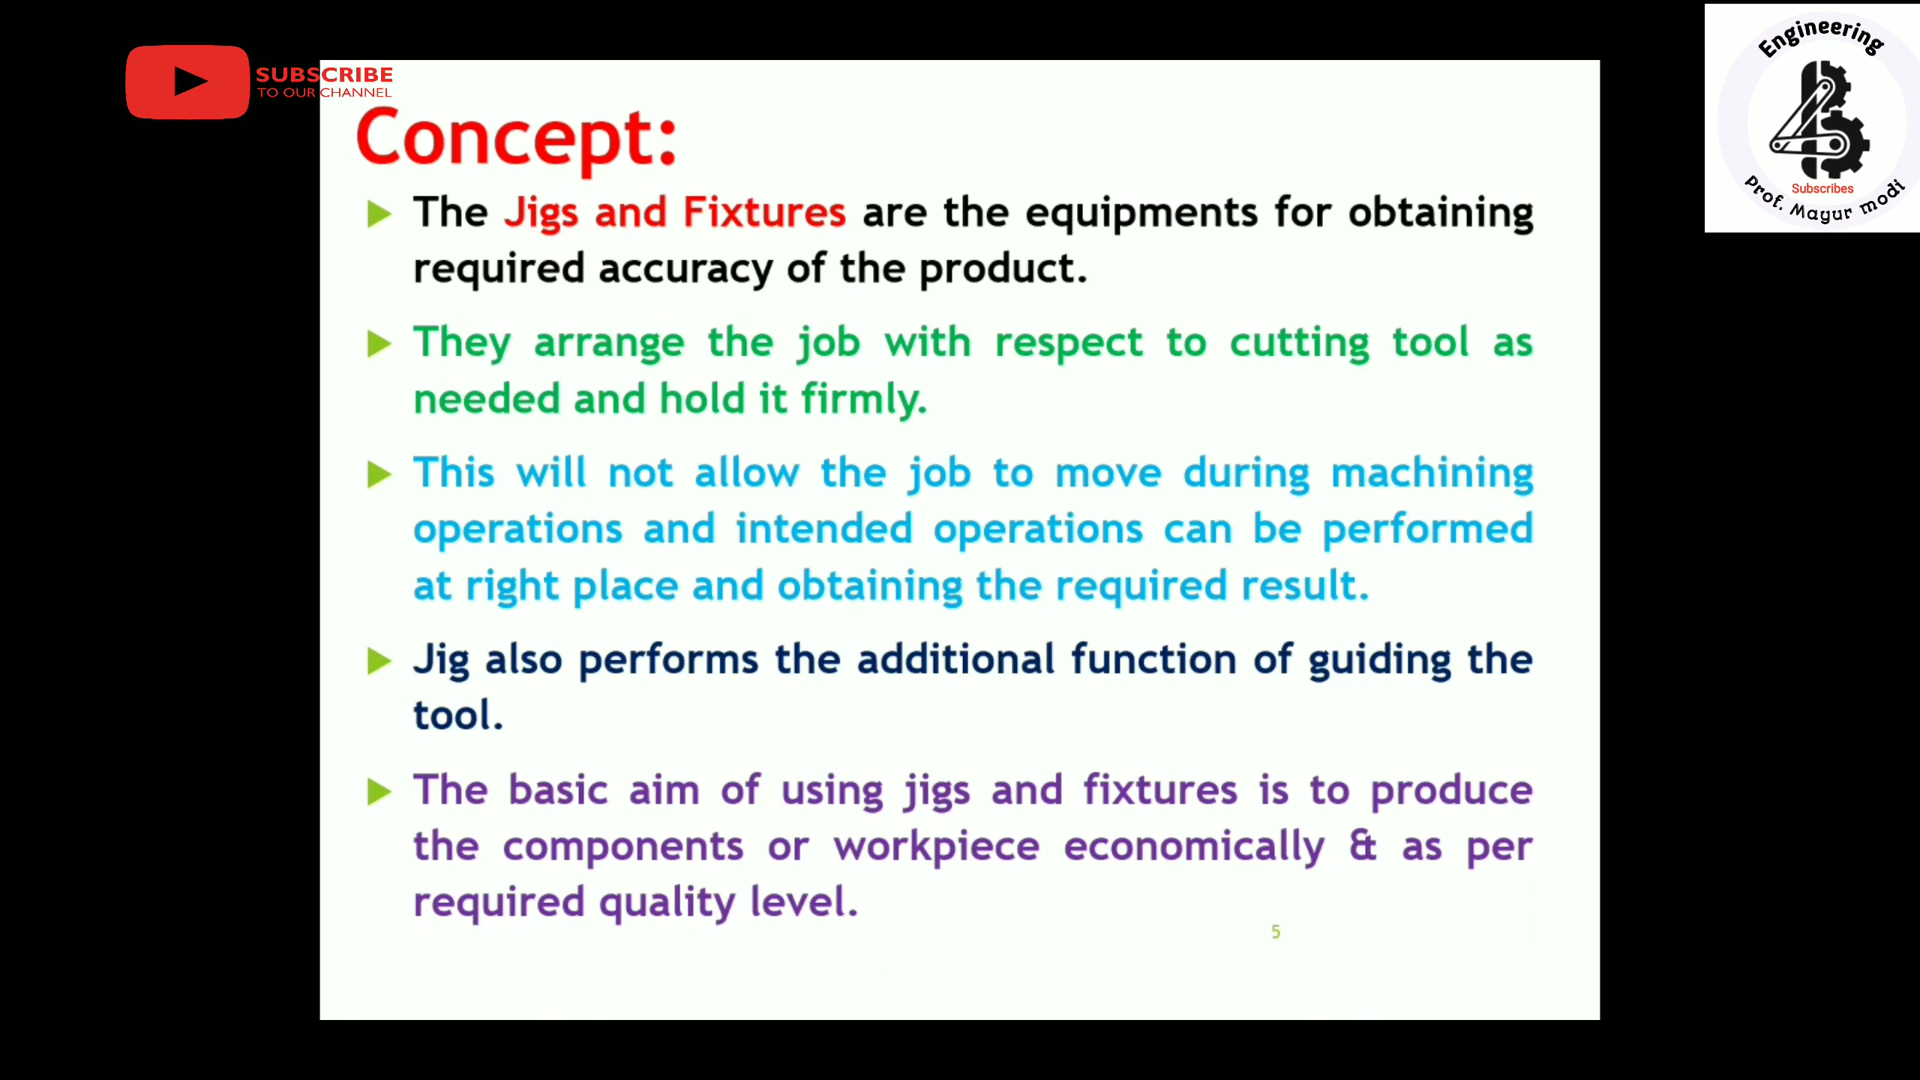 SUBSCRIBE
TO OUR CHANNEL
Engineering
Subscribes
Prof. Mayur modi
Concept:
The Jigs and Fixtures are the equipments for obtaining
required accuracy of the product.
They arrange the job with respect to cutting tool as
needed and hold it firmly.
This will not allow the job to move during machining
operations and intended operations can be performed
at right place and obtaining the required result.
Jig also performs the additional function of guiding the
tool.
The basic aim of using jigs and fixtures is to produce
the components or workpiece economically & as per
required quality level.
5